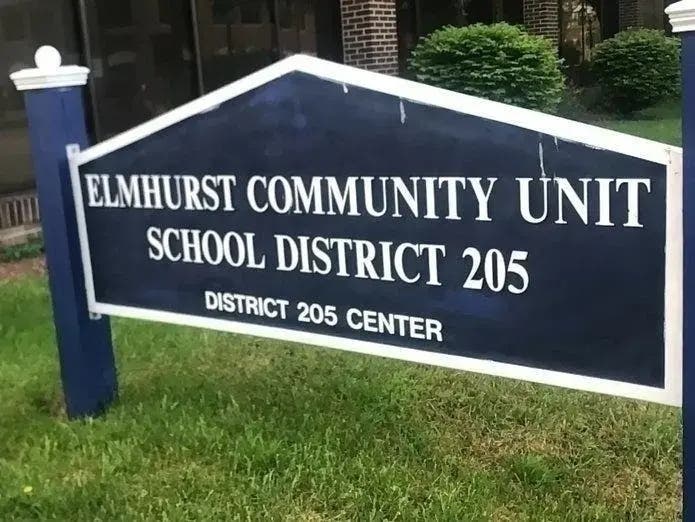 ELMHURST COMMUNITY UNIT
SCHOOL DISTRICT 205
DISTRICT 205 CENTER